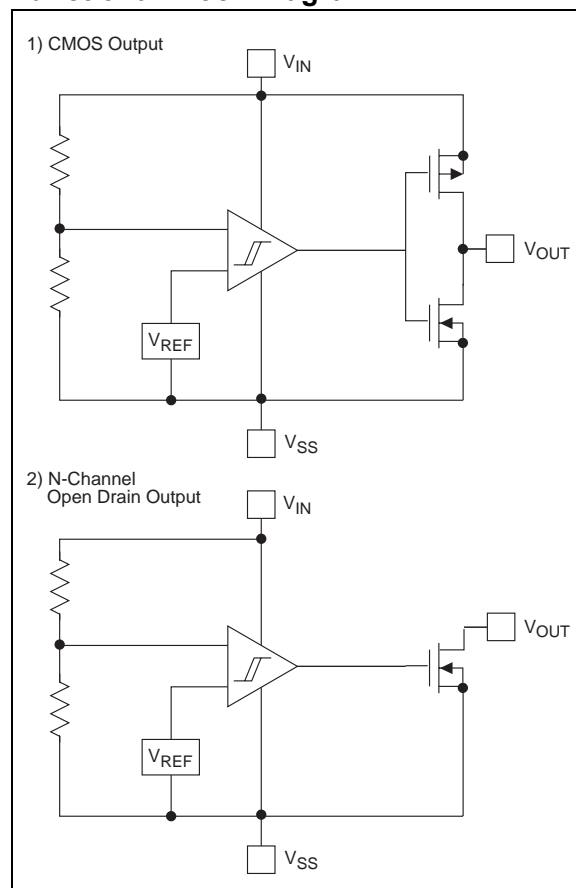 1) CMOS Output
VIN
VOUT
VREF
VSS
2) N-Channel
Open Drain Output
VIN
VOUT
VREF
VSS